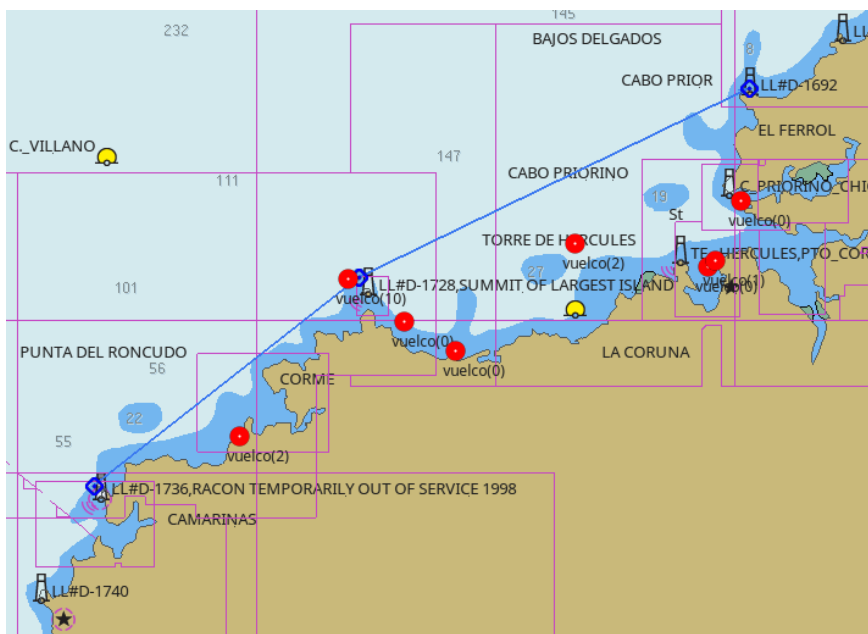 145
232
BAJOS DELGADOS
LL
8
CABO PRIOR
LL#D-1692
EL FERROL
C._VILLANO
147
CABO PRIORINO
111
C_PRIORINO_CHI
19
St
vuelco(0)
TORRE DE HERCULES
TE_HERCULES,PTO_COR
vuelco(2)
27
vuelco(1)
vuelco(0)
101
LL#D-1728,SUMMIT OF LARGEST ISLAND
vuelco(10)
vuelco(0)
PUNTA DEL RONCUDO
LA CORUNA
56
vuelco(0)
CORME
22
55
vuelco(2)
LL#D-1736,RACON TEMPORARILY OUT OF SERVICE 1998
CAMARINAS
LL#D-1740